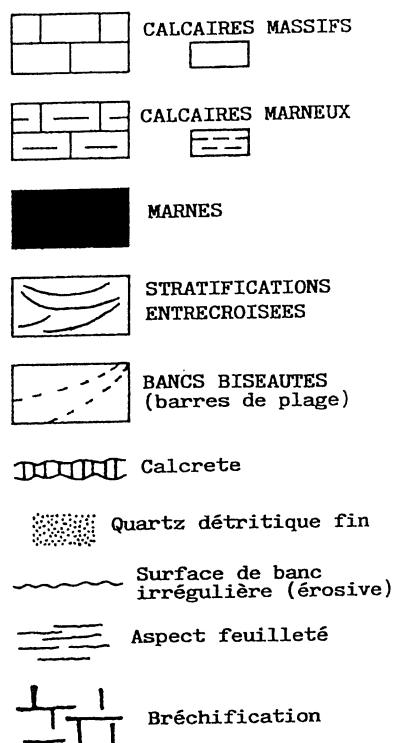 CALCAIRES MASSIFS
CALCAIRES MARNEUX
MARNES
STRATIFICATIONS
ENTRECROISEES
BANCS BISEAUTES
(barres de plage)
Calcrete
Quartz détritique fin
Surface de banc
irrégulière (érosive)
Aspect feuilleté
Bréchification